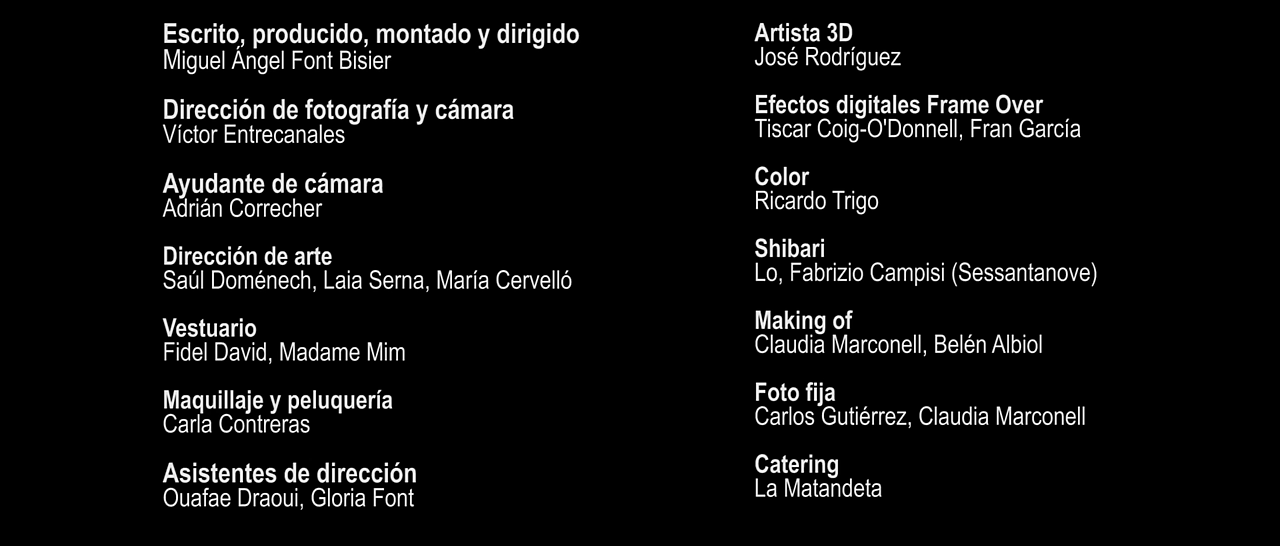 Escrito, producido, montado y dirigido
Miguel Ángel Font Bisier
Dirección de fotografía y cámara
Víctor Entrecanales
Ayudante de cámara
Adrián Correcher
Dirección de arte
Saúl Doménech, Laia Serna, María Cervelló
Vestuario
Fidel David, Madame Mim
Maquillaje y peluquería
Carla Contreras
Asistentes de dirección
Ouafae Draoui, Gloria Font
Artista 3D
José Rodríguez
Efectos digitales Frame Over
Tiscar Coig-O'Donnell, Fran García
Color
Ricardo Trigo
Shibari
Lo, Fabrizio Campisi (Sessantanove)
Making of
Claudia Marconell, Belén Albiol
Foto fija
Carlos Gutiérrez, Claudia Marconell
Catering
La Matandeta